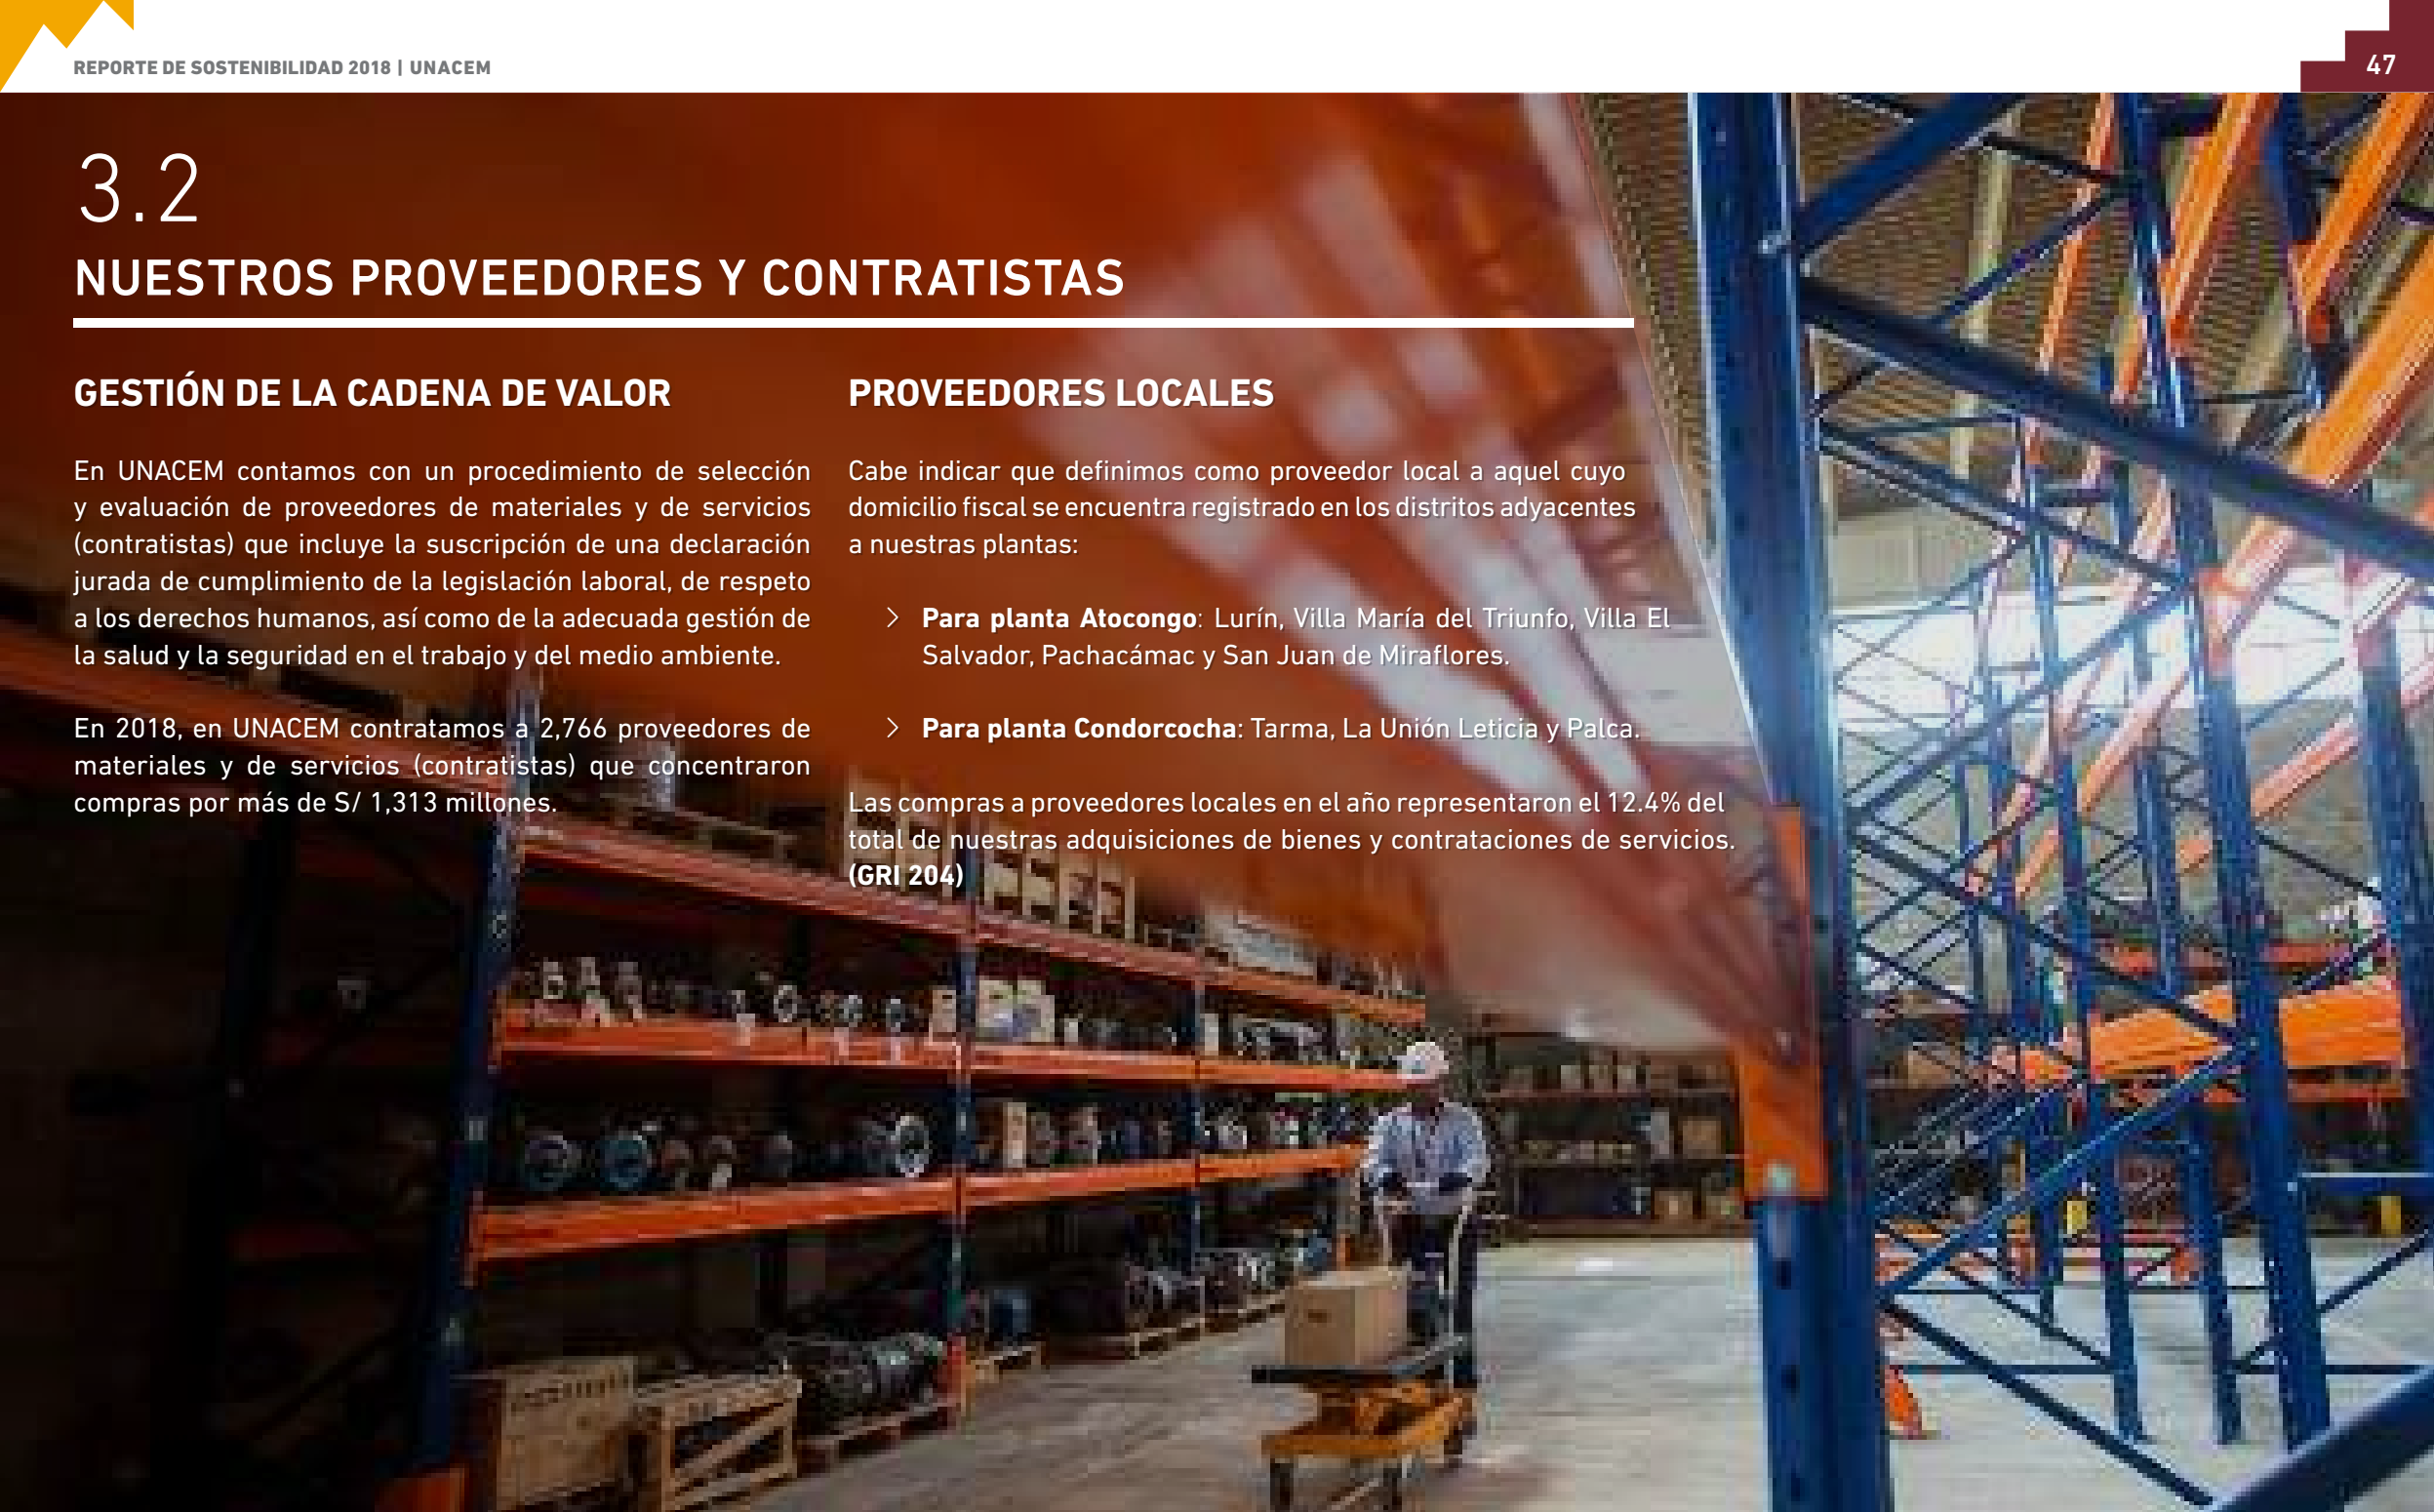 REPORTE DE SOSTENIBILIDAD 2018 | UNACEM
47
3.2
NUESTROS PROVEEDORES Y CONTRATISTAS
GESTIÓN DE LA CADENA DE VALOR
En UNACEM contamos con un procedimiento de selección
y evaluación de proveedores de materiales y de servicios
(contratistas) que incluye la suscripción de una declaración
jurada de cumplimiento de la legislación laboral, de respeto
a los derechos humanos, así como de la adecuada gestión de
la salud y la seguridad en el trabajo y del medio ambiente.
En 2018, en UNACEM contratamos a 2,766 proveedores de
materiales y de servicios (contratistas) que concentraron
compras por más de S/ 1,313 millones.
PROVEEDORES LOCALES
Cabe indicar que definimos como proveedor local a aquel cuyo
domicilio fiscal se encuentra registrado en los distritos adyacentes
a nuestras plantas:
> Para planta Atocongo: Lurín, Villa María del Triunfo, Villa El
Salvador, Pachacámac y San Juan de Miraflores.
> Para planta Condorcocha: Tarma, La Unión Leticia y Palca.
Las compras a proveedores locales en el año representaron el 12.4% del
total de nuestras adquisiciones de bienes y contrataciones de servicios.
(GRI 204)